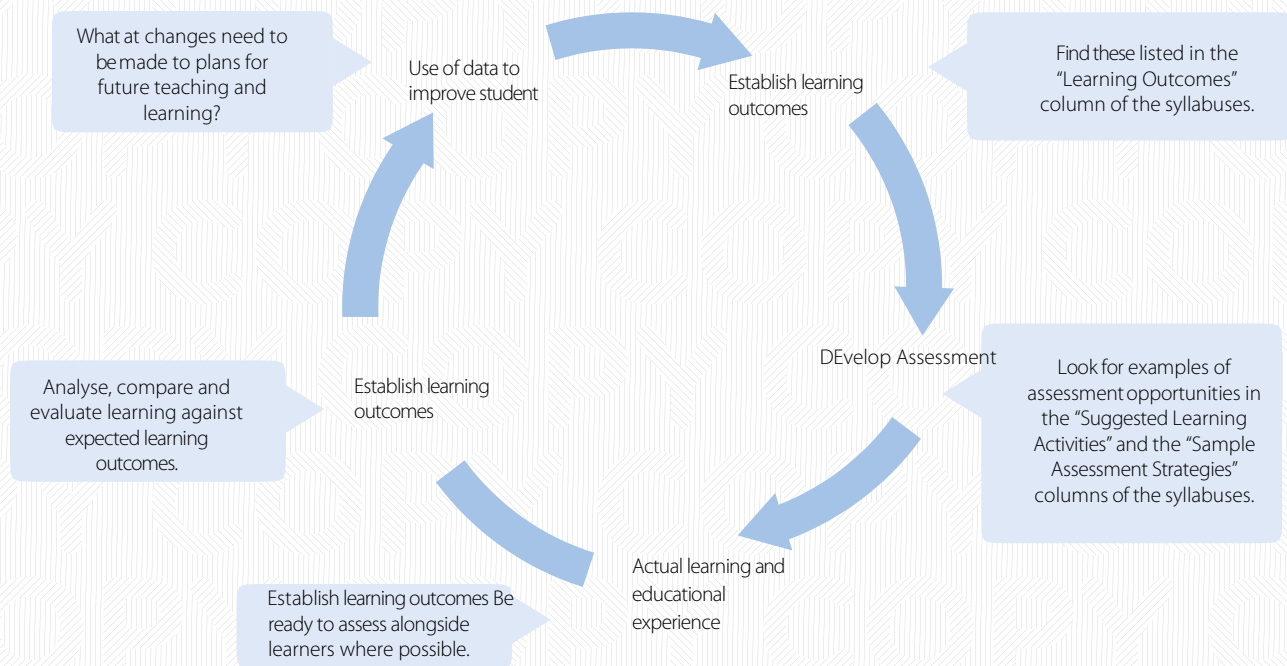 What at changes need to
be made to plans for
future teaching and
learning?
Use of data to
improve student
Establish learning
outcomes
Find these listed in the
“Learning Outcomes”
column of the syllabuses.
DEvelop Assessment
Look for examples of
assessment opportunities in
the “Suggested Learning
Activities” and the “Sample
Assessment Strategies”
columns of the syllabuses.
Analyse, compare and
evaluate learning against
expected learning
outcomes.
Establish learning
outcomes
Actual learning and
educational
experience
Establish learning outcomes Be
ready to assess alongside
learners where possible.